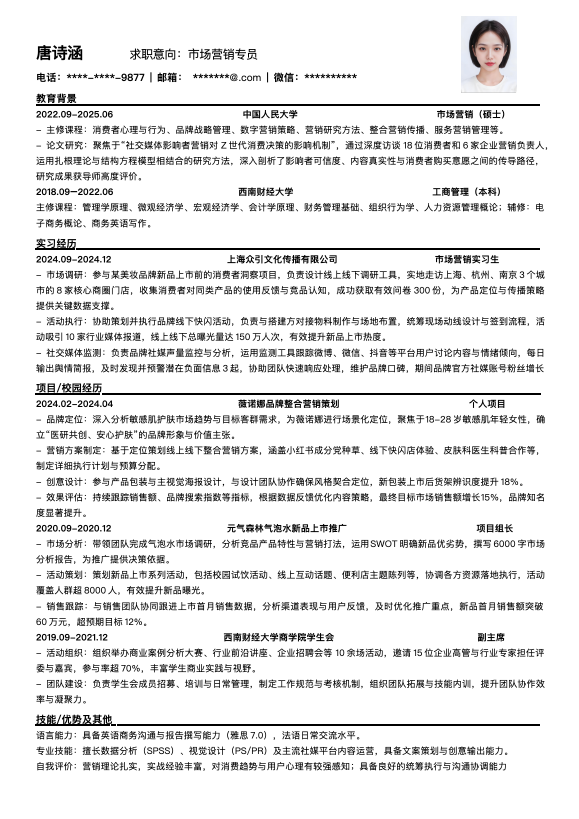 唐诗涵 求职意向：市场营销专员
电话：****-****-9877 | 邮箱： *******@.com | 微信：**********
教育背景
2022.09-2025.06 中国人民大学 市场营销（硕士）
- 主修课程：消费者心理与行为、品牌战略管理、数字营销策略、营销研究方法、整合营销传播、服务营销管理等。
- 论文研究：聚焦于“社交媒体影响者营销对 Z 世代消费决策的影响机制”，通过深度访谈 18 位消费者和 6 家企业营销负责人，
运用扎根理论与结构方程模型相结合的研究方法，深入剖析了影响者可信度、内容真实性与消费者购买意愿之间的传导路径，
研究成果获导师高度评价。
2018.09—2022.06 西南财经大学 工商管理（本科）
主修课程：管理学原理、微观经济学、宏观经济学、会计学原理、财务管理基础、组织行为学、人力资源管理概论；辅修：电
子商务概论、商务英语写作。
实习经历
2024.09-2024.12 上海众引文化传播有限公司 市场营销实习生
- 市场调研：参与某美妆品牌新品上市前的消费者洞察项目，负责设计线上线下调研工具，实地走访上海、杭州、南京 3 个城
市的 8 家核心商圈门店，收集消费者对同类产品的使用反馈与竞品认知，成功获取有效问卷 300 份，为产品定位与传播策略
提供关键数据支撑。
- 活动执行：协助策划并执行品牌线下快闪活动，负责与搭建方对接物料制作与场地布置，统筹现场动线设计与签到流程，活
动吸引 10 家行业媒体报道，线上线下总曝光量达 150 万人次，有效提升新品上市热度。
- 社交媒体监测：负责品牌社媒声量监控与分析，运用监测工具跟踪微博、微信、抖音等平台用户讨论内容与情绪倾向，每日
输出舆情简报，及时发现并预警潜在负面信息 3 起，协助团队快速响应处理，维护品牌口碑，期间品牌官方社媒账号粉丝增长
项目/校园经历
2024.02-2024.04 薇诺娜品牌整合营销策划 个人项目
- 品牌定位：深入分析敏感肌护肤市场趋势与目标客群需求，为薇诺娜进行场景化定位，聚焦于18-28 岁敏感肌年轻女性，确
立“医研共创、安心护肤”的品牌形象与价值主张。
- 营销方案制定：基于定位策划线上线下整合营销方案，涵盖小红书成分党种草、线下快闪店体验、皮肤科医生科普合作等，
制定详细执行计划与预算分配。
- 创意设计：参与产品包装与主视觉海报设计，与设计团队协作确保风格契合定位，新包装上市后货架辨识度提升 18%。
- 效果评估：持续跟踪销售额、品牌搜索指数等指标，根据数据反馈优化内容策略，最终目标市场销售额增长15%，品牌知名
度显著提升。
2020.09-2020.12 元气森林气泡水新品上市推广 项目组长
- 市场分析：带领团队完成气泡水市场调研，分析竞品产品特性与营销打法，运用SWOT 明确新品优劣势，撰写 6000 字市场
分析报告，为推广提供决策依据。
- 活动策划：策划新品上市系列活动，包括校园试饮活动、线上互动话题、便利店主题陈列等，协调各方资源落地执行，活动
覆盖人群超 8000 人，有效提升新品曝光。
- 销售跟踪：与销售团队协同跟进上市首月销售数据，分析渠道表现与用户反馈，及时优化推广重点，新品首月销售额突破
60 万元，超预期目标 12%。
2019.09-2021.12 西南财经大学商学院学生会 副主席
- 活动组织：组织举办商业案例分析大赛、行业前沿讲座、企业招聘会等 10 余场活动，邀请 15 位企业高管与行业专家担任评
委与嘉宾，参与率超 70%，丰富学生商业实践与视野。
- 团队建设：负责学生会成员招募、培训与日常管理，制定工作规范与考核机制，组织团队拓展与技能内训，提升团队协作效
率与凝聚力。
技能/优势及其他
语言能力：具备英语商务沟通与报告撰写能力（雅思 7.0），法语日常交流水平。
专业技能：擅长数据分析（SPSS）、视觉设计（PS/PR）及主流社媒平台内容运营，具备文案策划与创意输出能力。
自我评价：营销理论扎实，实战经验丰富，对消费趋势与用户心理有较强感知；具备良好的统筹执行与沟通协调能力